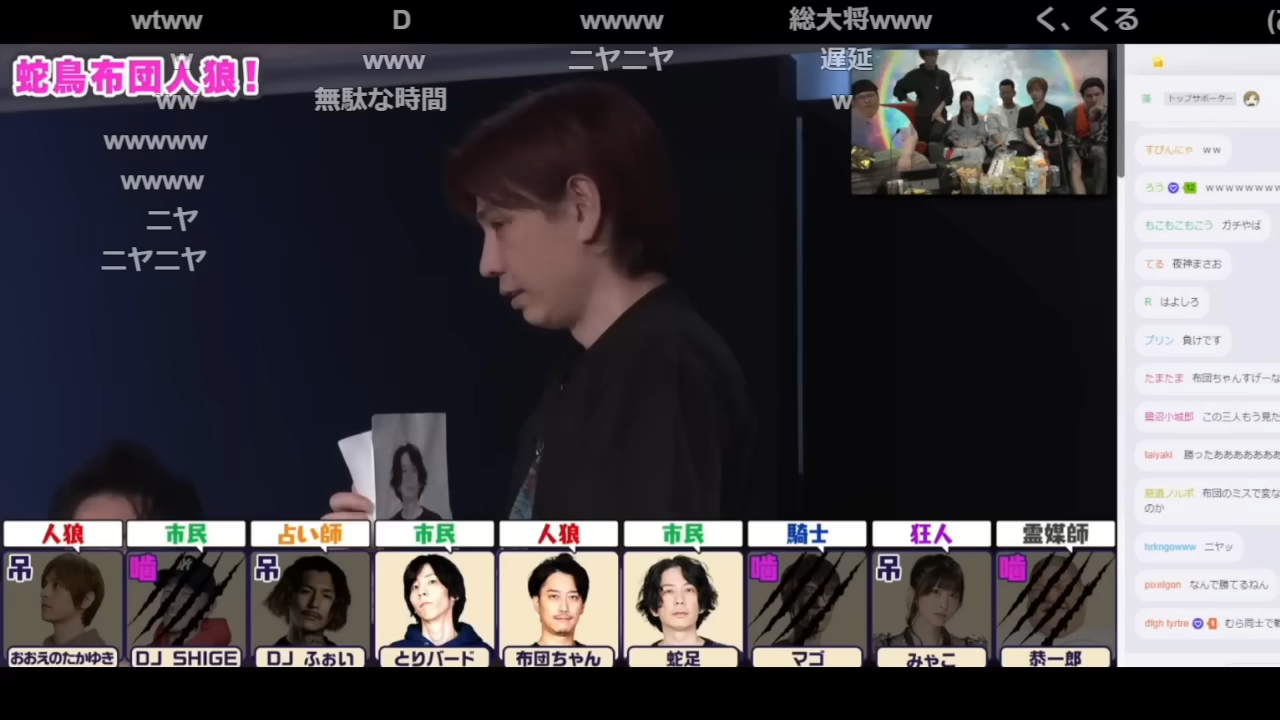 wtww
D
wwww
総大将www
く、くる
w
www
ニヤニヤ
遅延
蛇鳥布団人狼!
ww
無駄な時間
w
wwwww
wwww
ニヤ
ニヤニヤ
トップサポーター
すぴんにゃ ww
ろう 12 wwwwwwww
もこもこもこう ガチやば
てる 夜神まさお
R はよしろ
プリン 負けです
たまたま 布団ちゃんすげーな
鷺沼小城郎 この三人もう見た
taiyaki 勝ったああああああ
布団のミスで変な
のか
hrkngowww ニヤッ
pixelgon なんで勝てるねん
dfgh tyrtre むら同士で戦
人狼
市民
占い師
市民
人狼
市民
騎士
狂人
霊媒師
吊
噛
吊
噛
吊
噛
おおえのたかゆき
DJ SHIGE
DJ ふぉい
とりバード
布団ちゃん
蛇足
マゴ
みゃこ
恭一郎